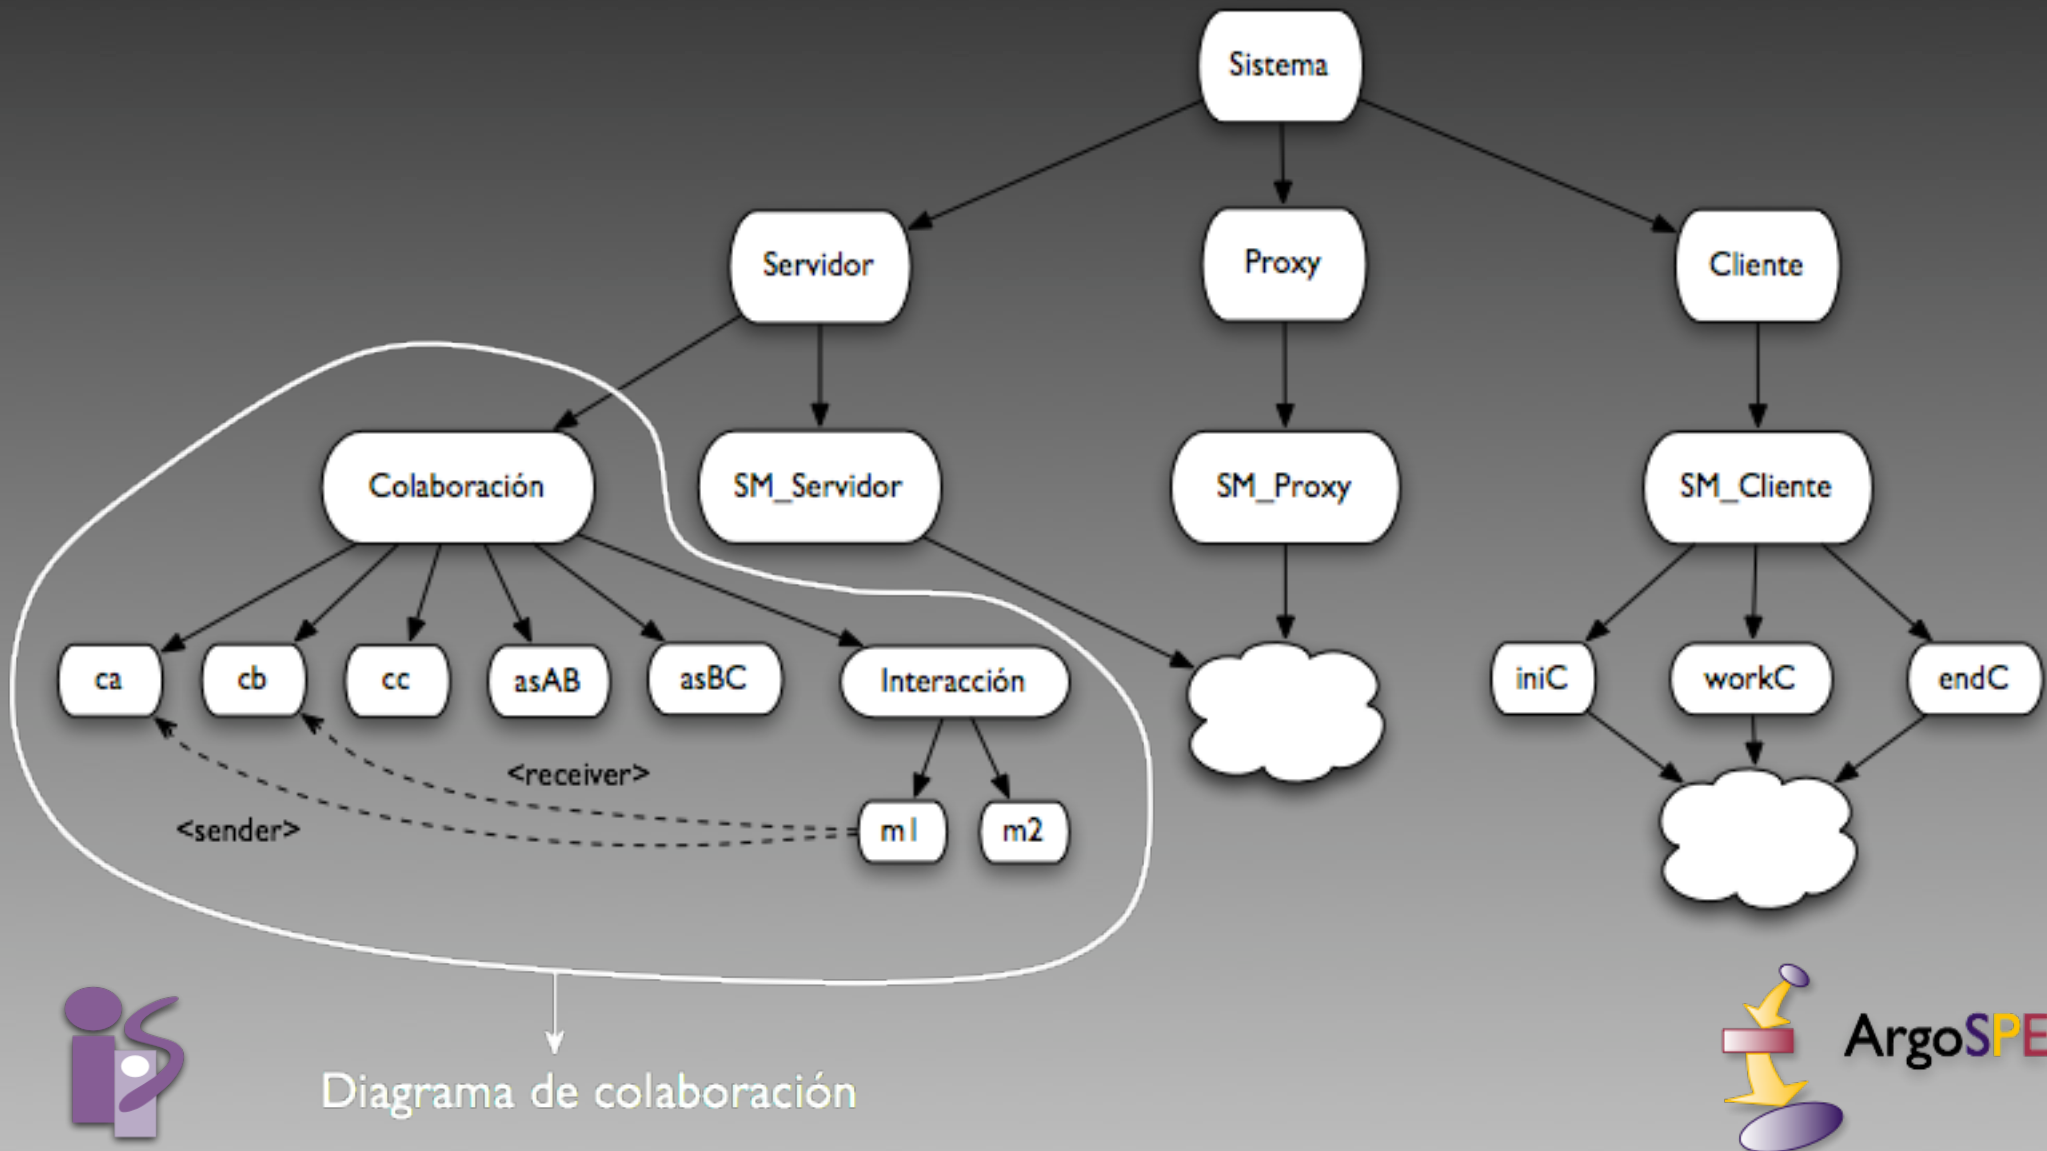 Sistema
Servidor
Proxy
Cliente
Colaboración
SM_Servidor
SM_Proxy
SM_Cliente
ca
cb
cc
asAB
asBC
Interacción
iniC
workC
endC
<receiver>
<sender>
m1
m2
ArgoSPE
Diagrama de colaboración